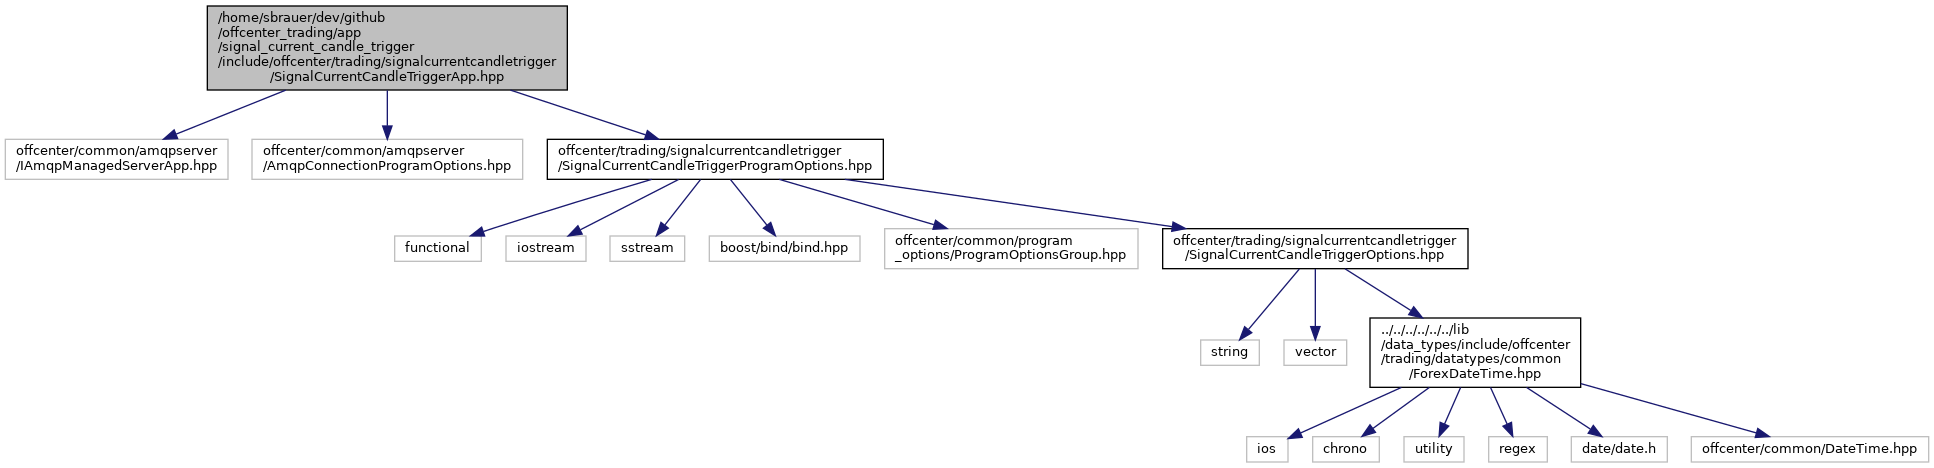 /home/sbrauer/dev/github
/offcenter_trading/app
/signal_current_candle_trigger
/include/offcenter/trading/signalcurrentcandletrigger
/SignalCurrentCandleTriggerApp.hpp
offcenter/common/amqpserver
/IAmqpManagedServerApp.hpp
offcenter/common/amqpserver
/AmqpConnectionProgramOptions.hpp
offcenter/trading/signalcurrentcandletrigger
/SignalCurrentCandleTriggerProgramOptions.hpp
functional
iostream
sstream
boost/bind/bind.hpp
offcenter/common/program
_options/ProgramOptionsGroup.hpp
offcenter/trading/signalcurrentcandletrigger
/SignalCurrentCandleTriggerOptions.hpp
string
vector
../../../../../../lib
/data_types/include/offcenter
/trading/datatypes/common
/ForexDateTime.hpp
ios
chrono
utility
regex
date/date.h
offcenter/common/DateTime.hpp